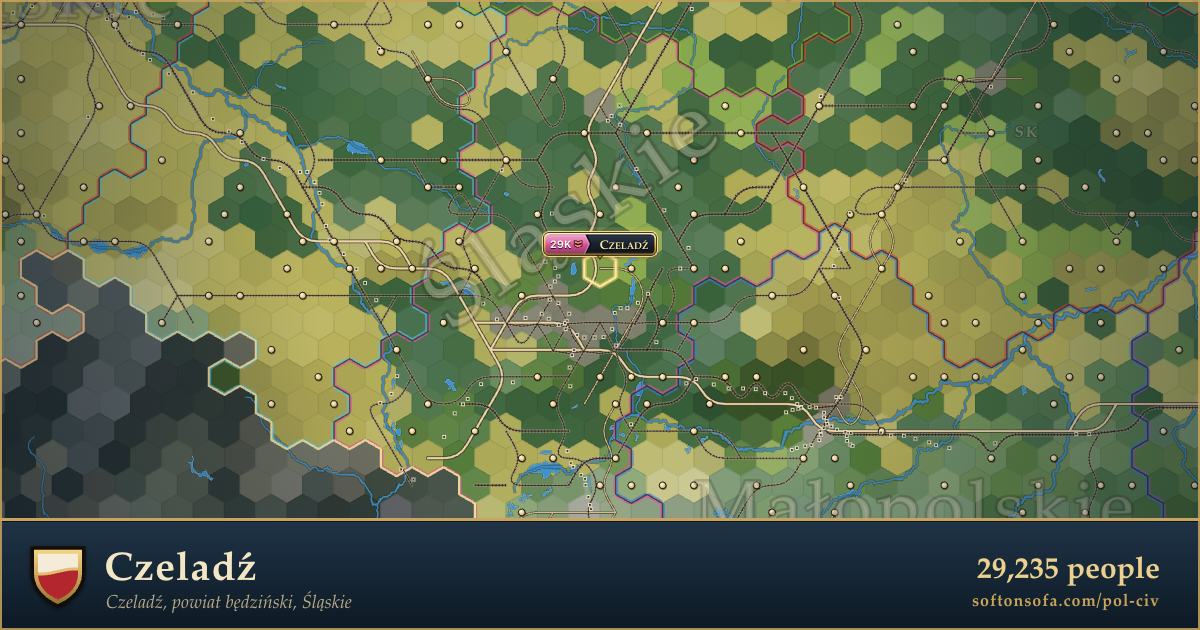 SK
Śląskie
29K Czeladź
Małopolskie
Czeladź
Czeladź, powiat będziński, Śląskie
29,235 people
softonsofa.com/pol-civ